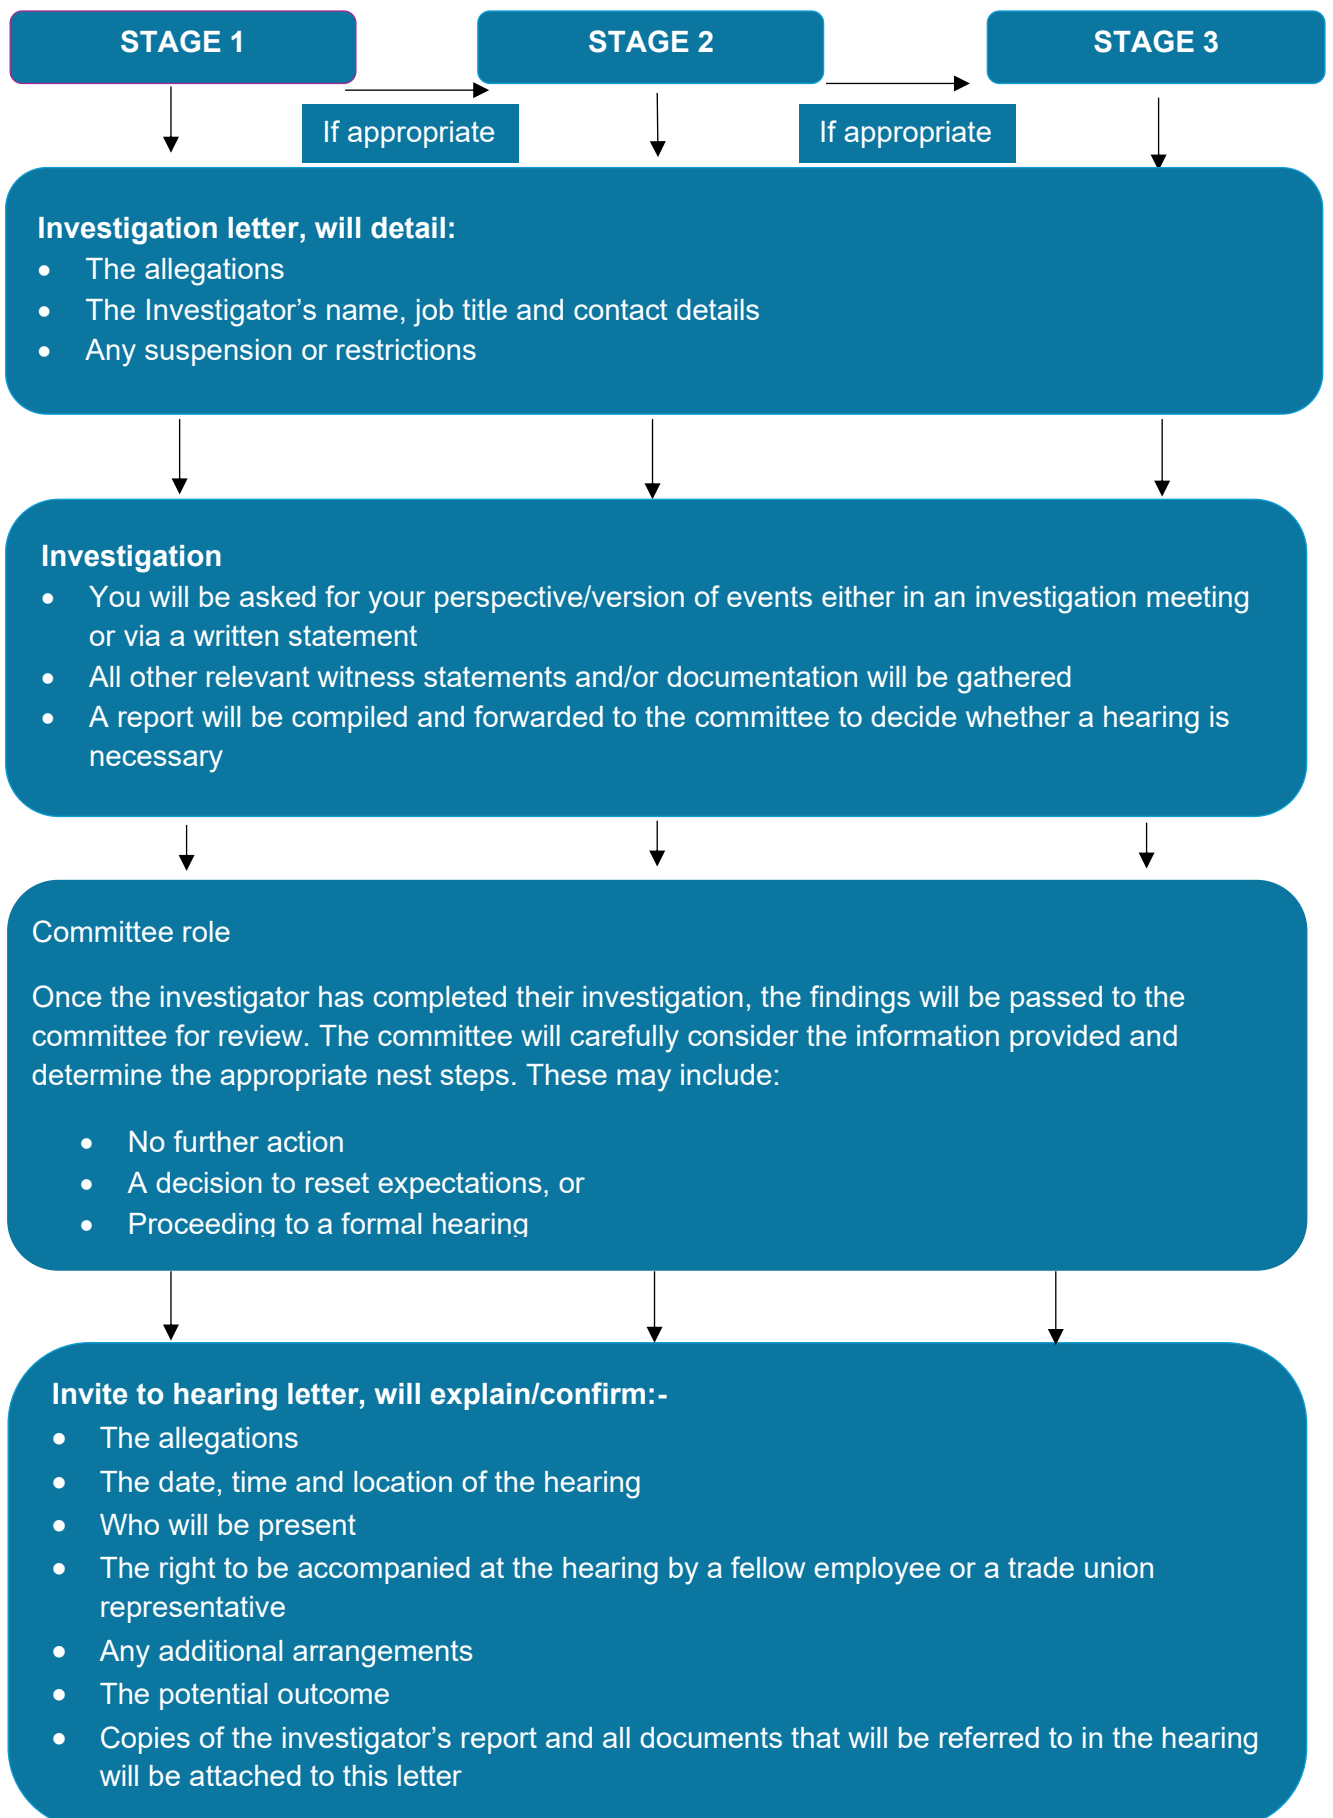 STAGE 1
STAGE 2
STAGE 3
If appropriate
If appropriate
Investigation letter, will detail:
• The allegations
• The Investigator’s name, job title and contact details
• Any suspension or restrictions
Investigation
• You will be asked for your perspective/version of events either in an investigation meeting
or via a written statement
• All other relevant witness statements and/or documentation will be gathered
• A report will be compiled and forwarded to the committee to decide whether a hearing is
necessary
Committee role
Once the investigator has completed their investigation, the findings will be passed to the
committee for review. The committee will carefully consider the information provided and
determine the appropriate nest steps. These may include:
• No further action
• A decision to reset expectations, or
• Proceeding to a formal hearing
Invite to hearing letter, will explain/confirm:-
• The allegations
• The date, time and location of the hearing
• Who will be present
• The right to be accompanied at the hearing by a fellow employee or a trade union
representative
• Any additional arrangements
• The potential outcome
• Copies of the investigator’s report and all documents that will be referred to in the hearing
will be attached to this letter